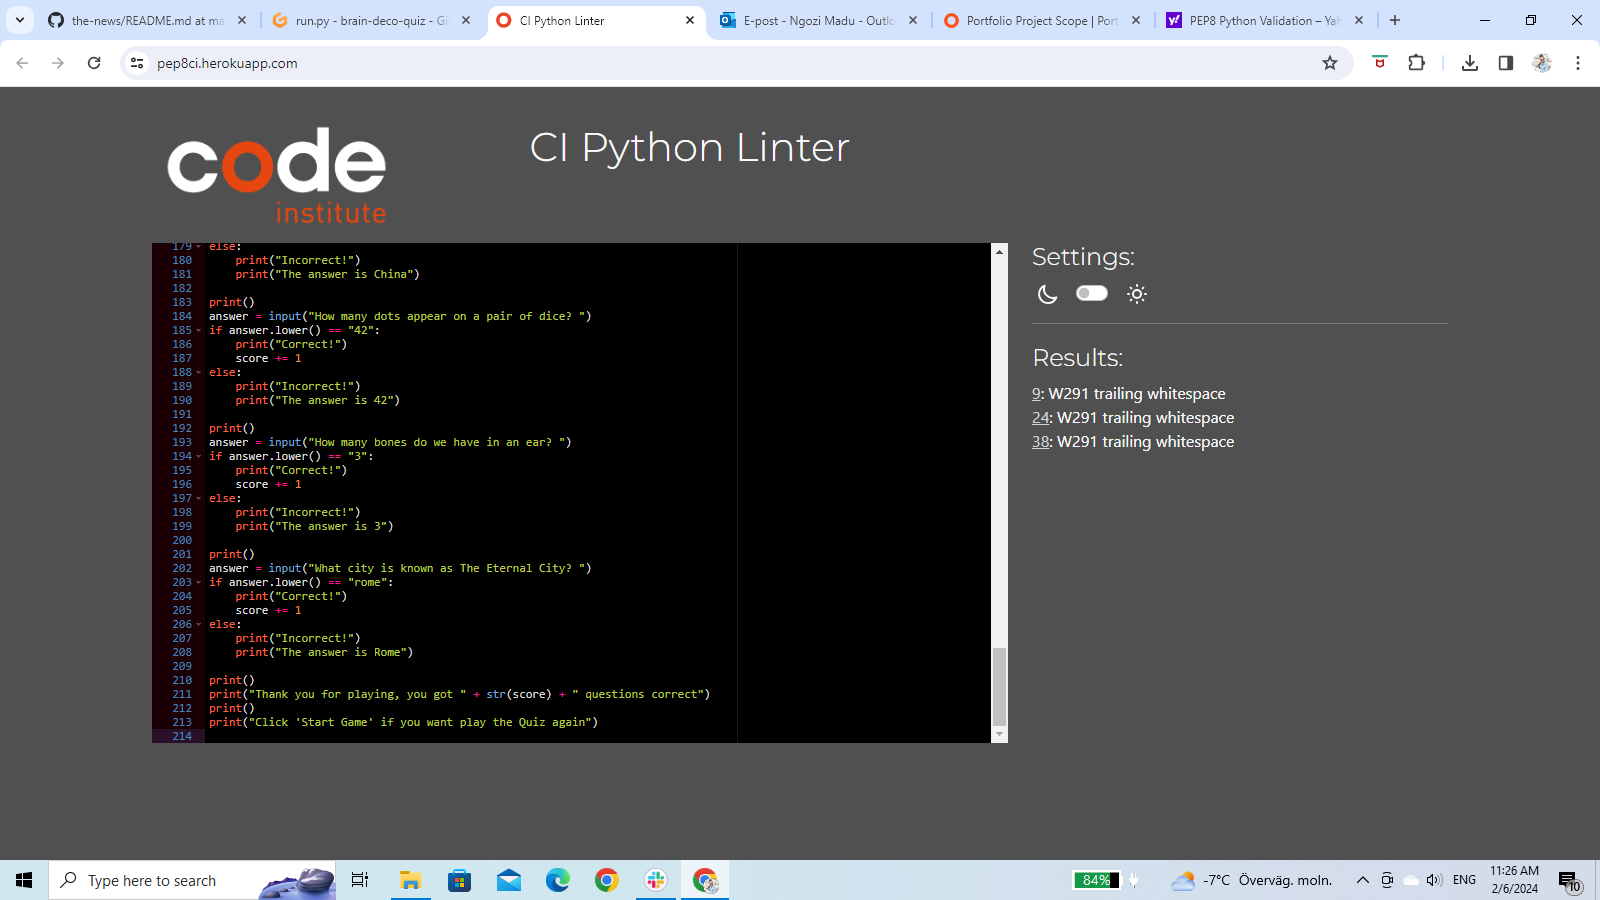 the-news/README.md at ma
run.py - brain-deco-quiz - Gi
CI Python Linter
E-post - Ngozi Madu - Outlo
Portfolio Project Scope | Port
PEP8 Python Validation – Yah
pep8ci.herokuapp.com
code
institute
CI Python Linter
179 else:
180 print("Incorrect!")
181 print("The answer is China")
182
183 print()
184 answer = input("How many dots appear on a pair of dice? ")
185 if answer.lower() == "42":
186 print("Correct!")
187 score += 1
188 else:
189 print("Incorrect!")
190 print("The answer is 42")
191
192 print()
193 answer = input("How many bones do we have in an ear? ")
194 if answer.lower() == "3":
195 print("Correct!")
196 score += 1
197 else:
198 print("Incorrect!")
199 print("The answer is 3")
200
201 print()
202 answer = input("What city is known as The Eternal City? ")
203 if answer.lower() == "rome":
204 print("Correct!")
205 score += 1
206 else:
207 print("Incorrect!")
208 print("The answer is Rome")
209
210 print()
211 print("Thank you for playing, you got " + str(score) + " questions correct")
212 print()
213 print("Click 'Start Game' if you want play the Quiz again")
214
Settings:
Results:
9: W291 trailing whitespace
24: W291 trailing whitespace
38: W291 trailing whitespace
Type here to search
84%
-7°C Överväg. moln.
ENG
11:26 AM
2/6/2024
10